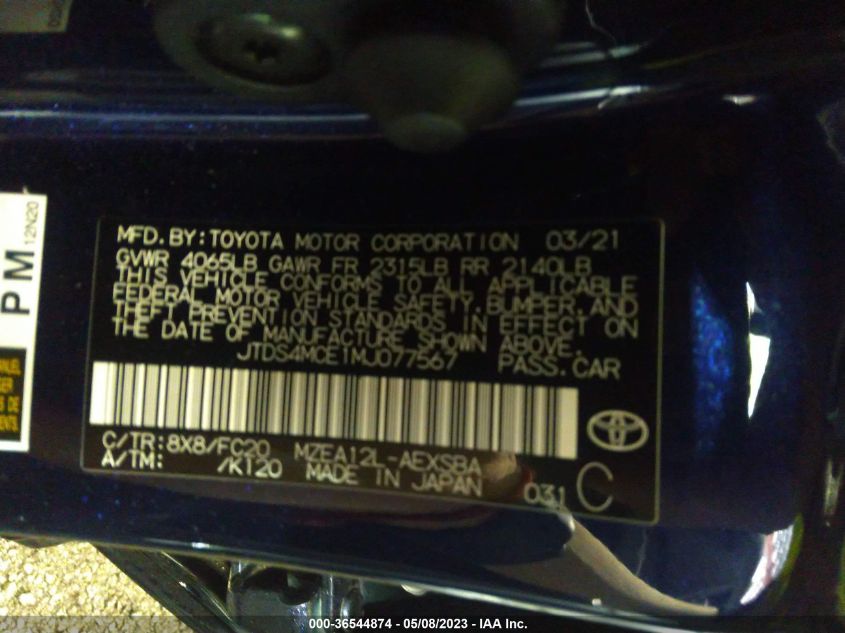 MFD.BY:TOYOTA MOTOR CORPORATION 03/21
GVWR 4065LB GAWR FR 2315LB RR 2140LB
THIS VEHICLE CONFORMS TO ALL APPLICABLE
FEDERAL MOTOR VEHICLE SAFETY, BUMPER, AND
THEFT PREVENTION STANDARDS IN EFFECT ON
THE DATE OF MANUFACTURE SHOWN ABOVE.
JTDS4MCE1MJ077567 PASS.CAR
C/TR:8X8/FC20 MZEA12L-AEXSBA
A/TM: /K120 MADE IN JAPAN 031 C
PM
12N20
000-36544874 - 05/08/2023 - IAA Inc.